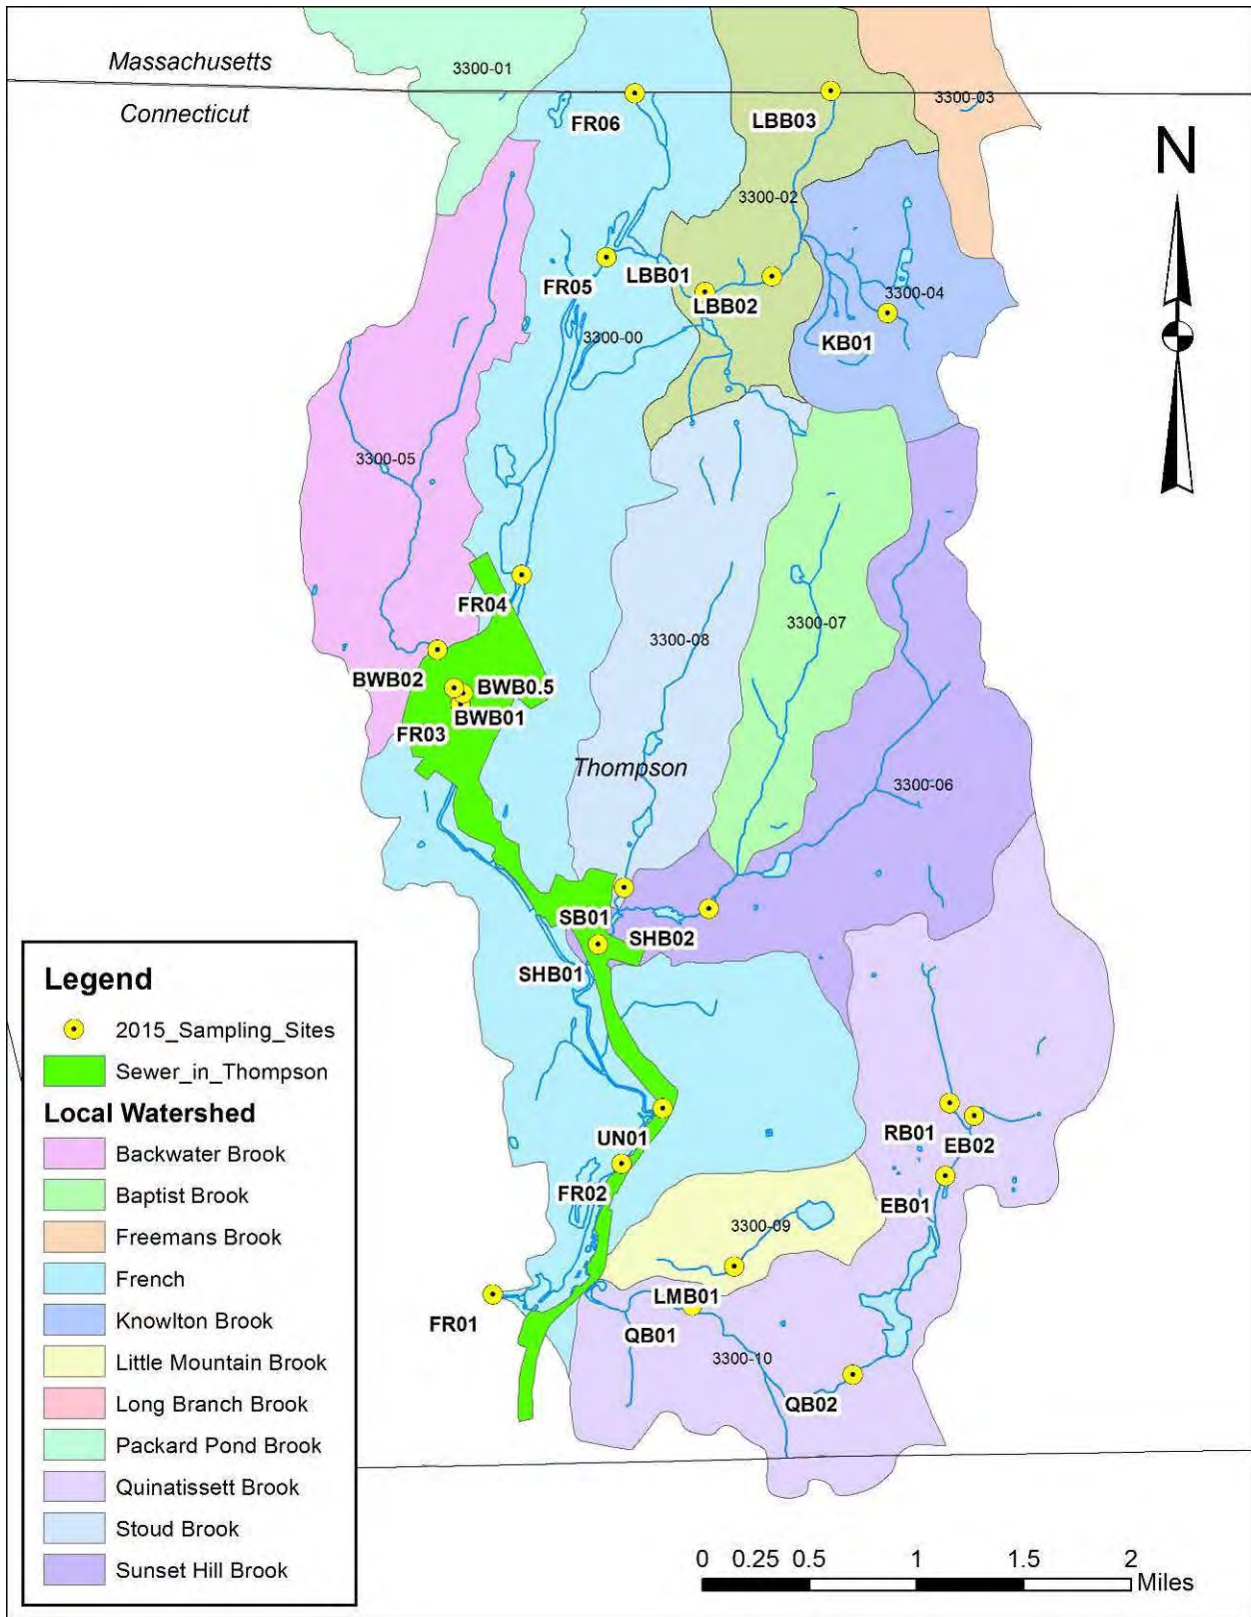 Massachusetts
3300-01
Connecticut
3300-03
FR06
LBB03
N
3300-02
FR05
LBB01
3300-04
LBB02
3300-00
KB01
3300-05
FR04
3300-07
3300-08
BWB02
BWB0.5
BWB01
FR03
Thompson
3300-06
SB01
SHB02
SHB01
UN01
RB01
EB02
FR02
EB01
3300-09
LMB01
FR01
QB01
3300-10
QB02
Legend
2015_Sampling_Sites
Sewer_in_Thompson
Local Watershed
Backwater Brook
Baptist Brook
Freemans Brook
French
Knowlton Brook
Little Mountain Brook
Long Branch Brook
Packard Pond Brook
Quinatissett Brook
Stoud Brook
Sunset Hill Brook
0 0.25 0.5 1 1.5 2
Miles